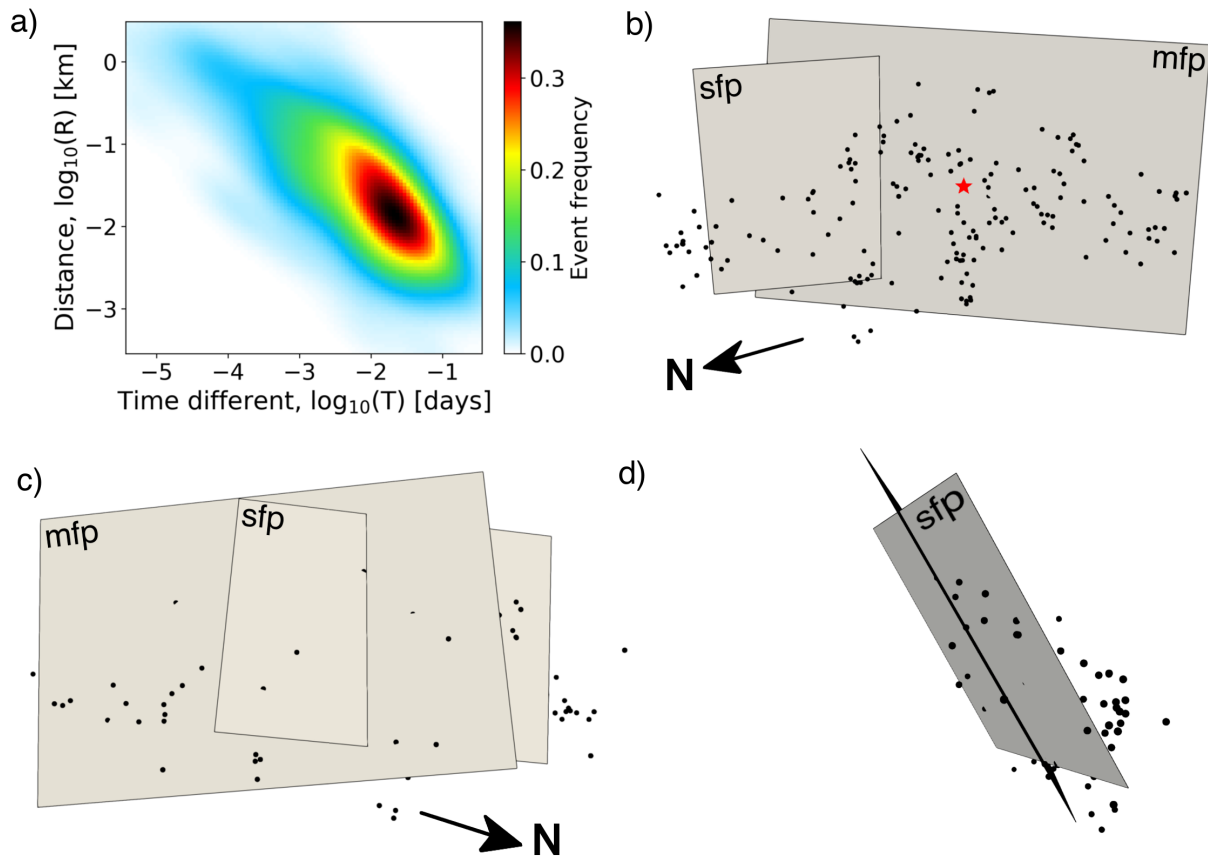 a)
0
−1
−2
−3
Distance, log10(R) [km]
−5
−4
−3
−2
−1
Time different, log10(T) [days]
0.3
0.2
0.1
0.0
Event frequency
b)
sfp
mfp
N
c)
mfp
sfp
N
d)
sfp